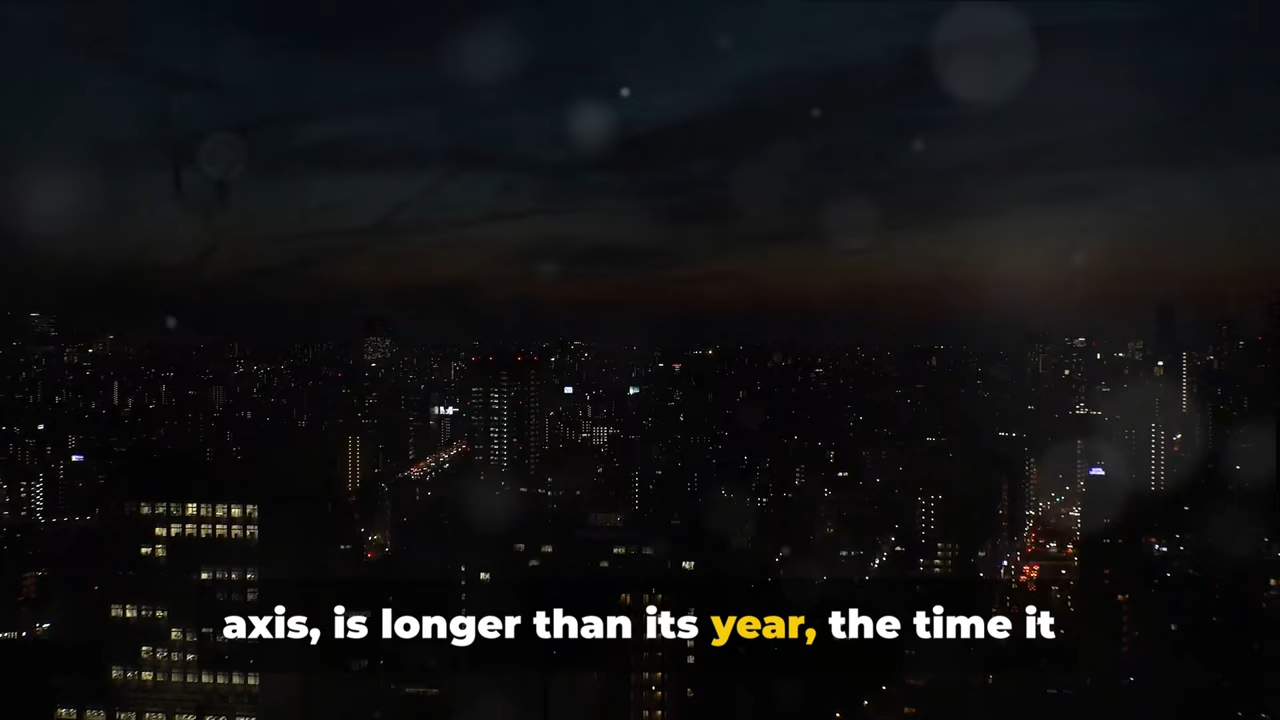 axis, is longer than its year, the time it